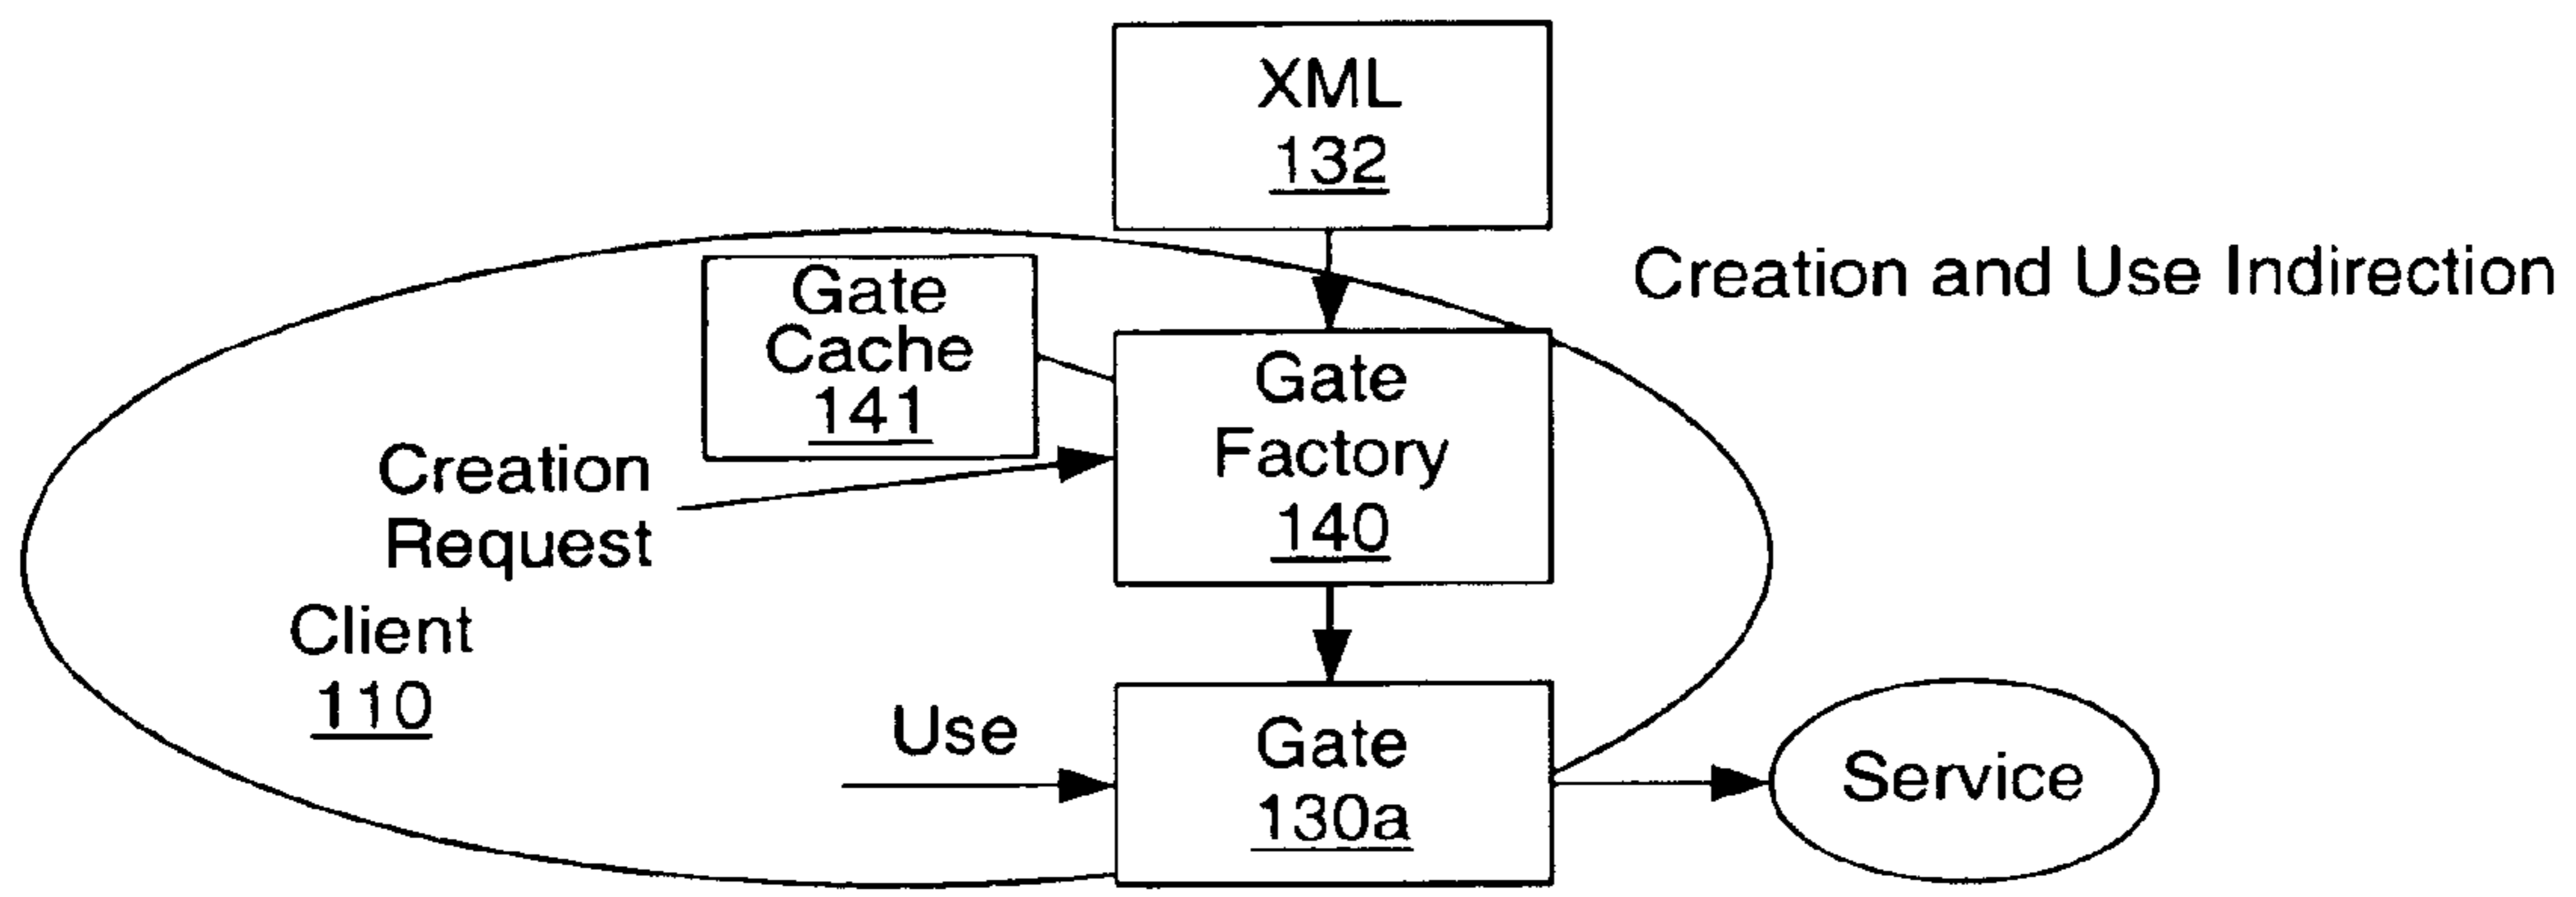 XML
132
Creation and Use Indirection
Gate
Cache
141
Gate
Factory
140
Creation
Request
Client
110
Use
Gate
130a
Service